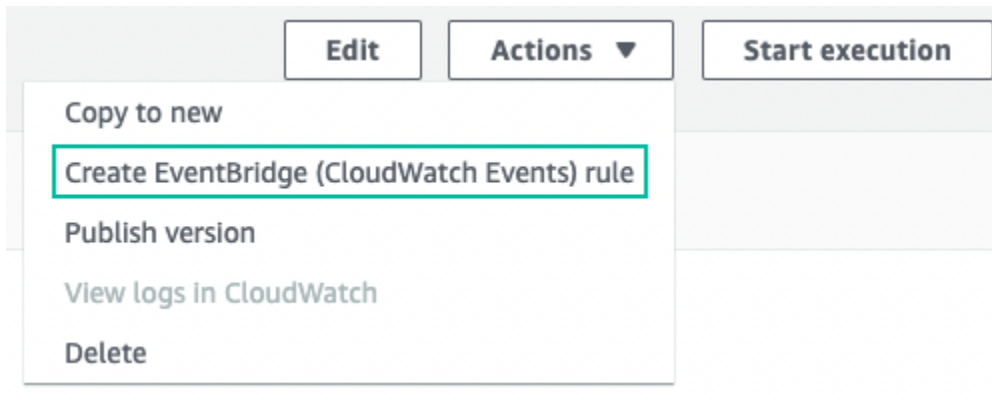 Edit Actions Start execution
Copy to new
Create EventBridge (CloudWatch Events) rule
Publish version
View logs in CloudWatch
Delete